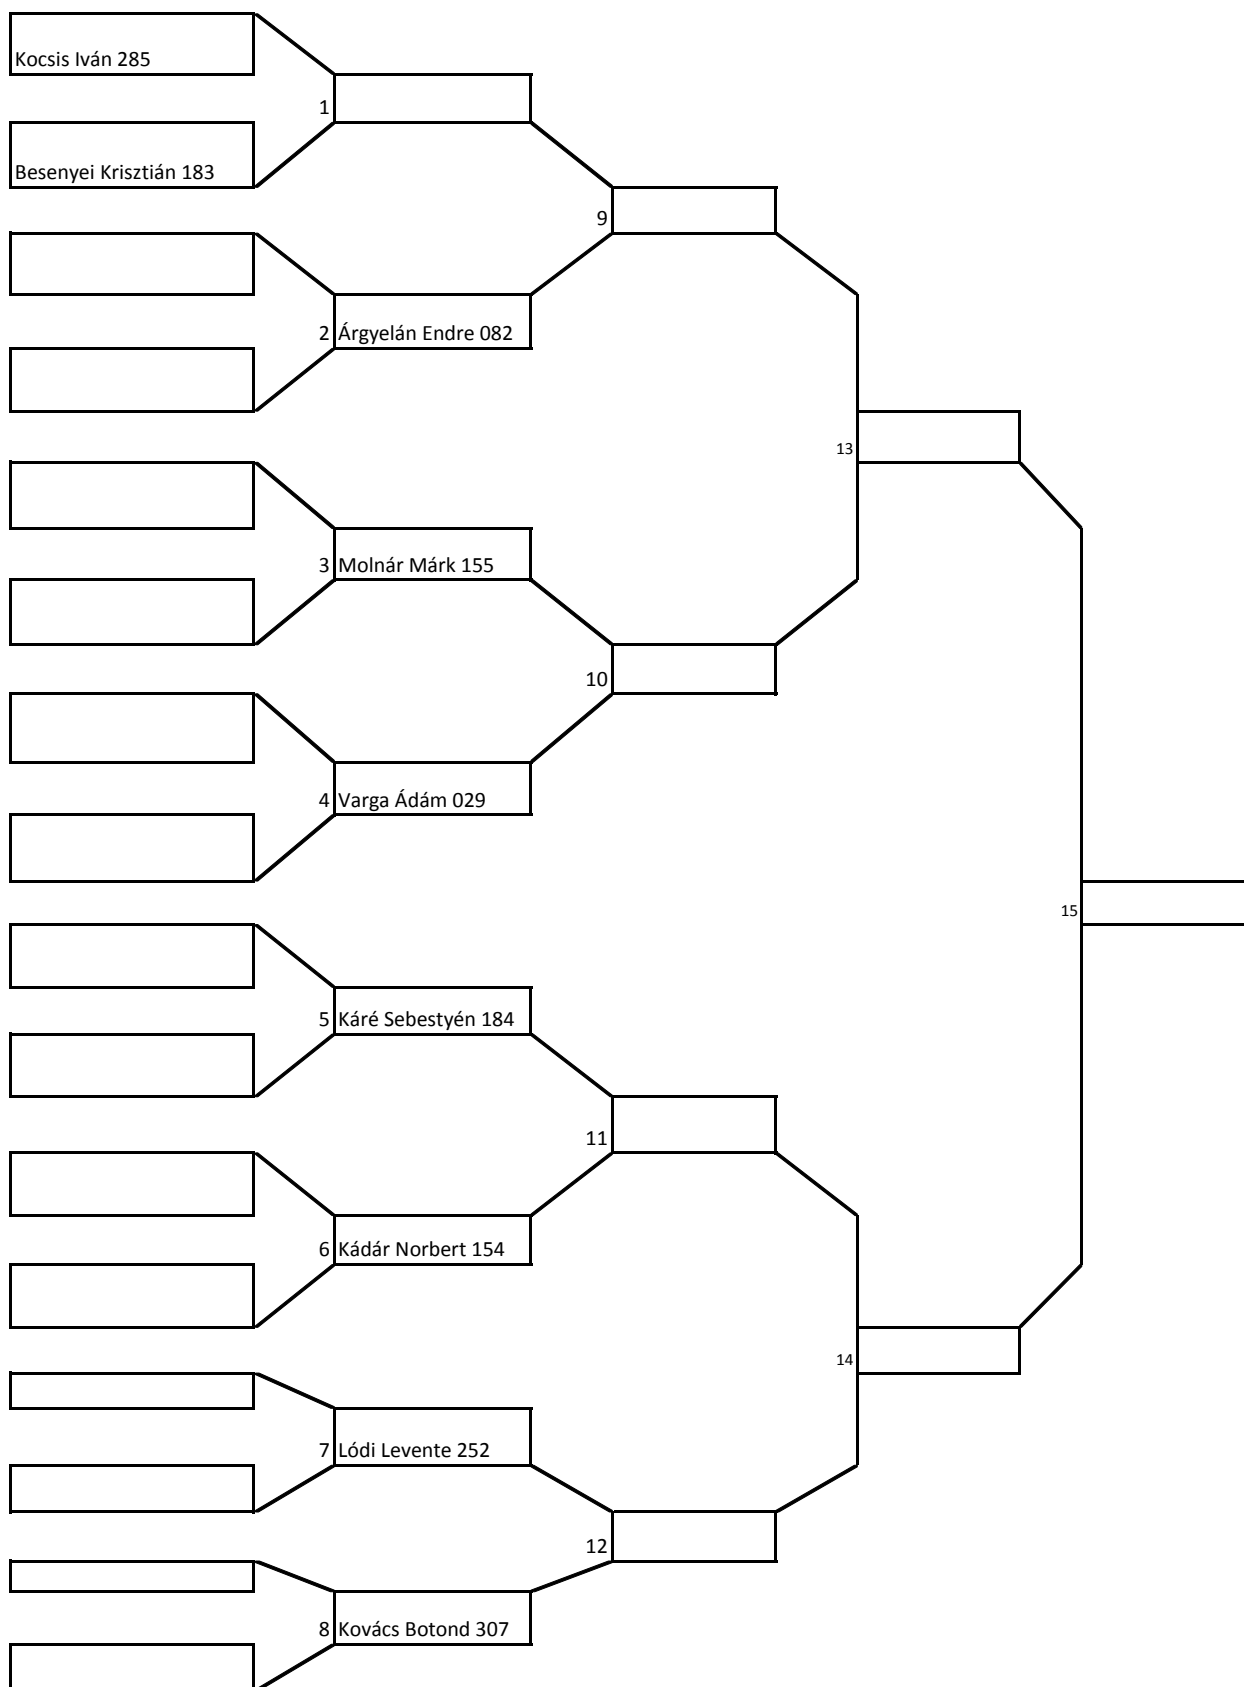 Kocsis Iván 285
1
Besenyei Krisztián 183
9
2 Árgyelán Endre 082
13
3 Molnár Márk 155
10
4 Varga Ádám 029
15
5 Káré Sebestyén 184
11
6 Kádár Norbert 154
14
7 Lódi Levente 252
12
8 Kovács Botond 307